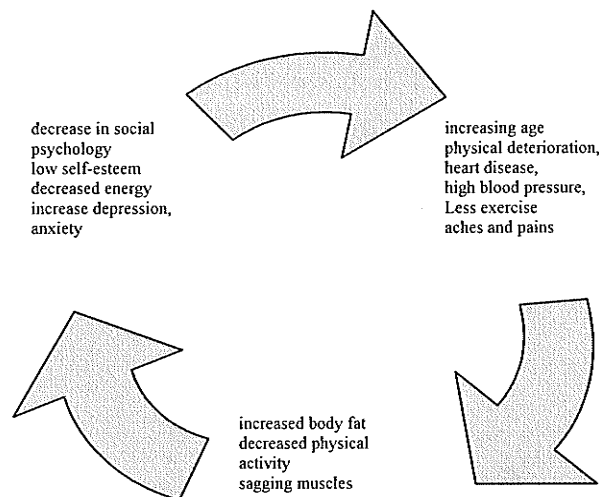 decrease in social
psychology
low self-esteem
decreased energy
increase depression,
anxiety
increasing age
physical deterioration,
heart disease,
high blood pressure,
Less exercise
aches and pains
increased body fat
decreased physical
activity
sagging muscles